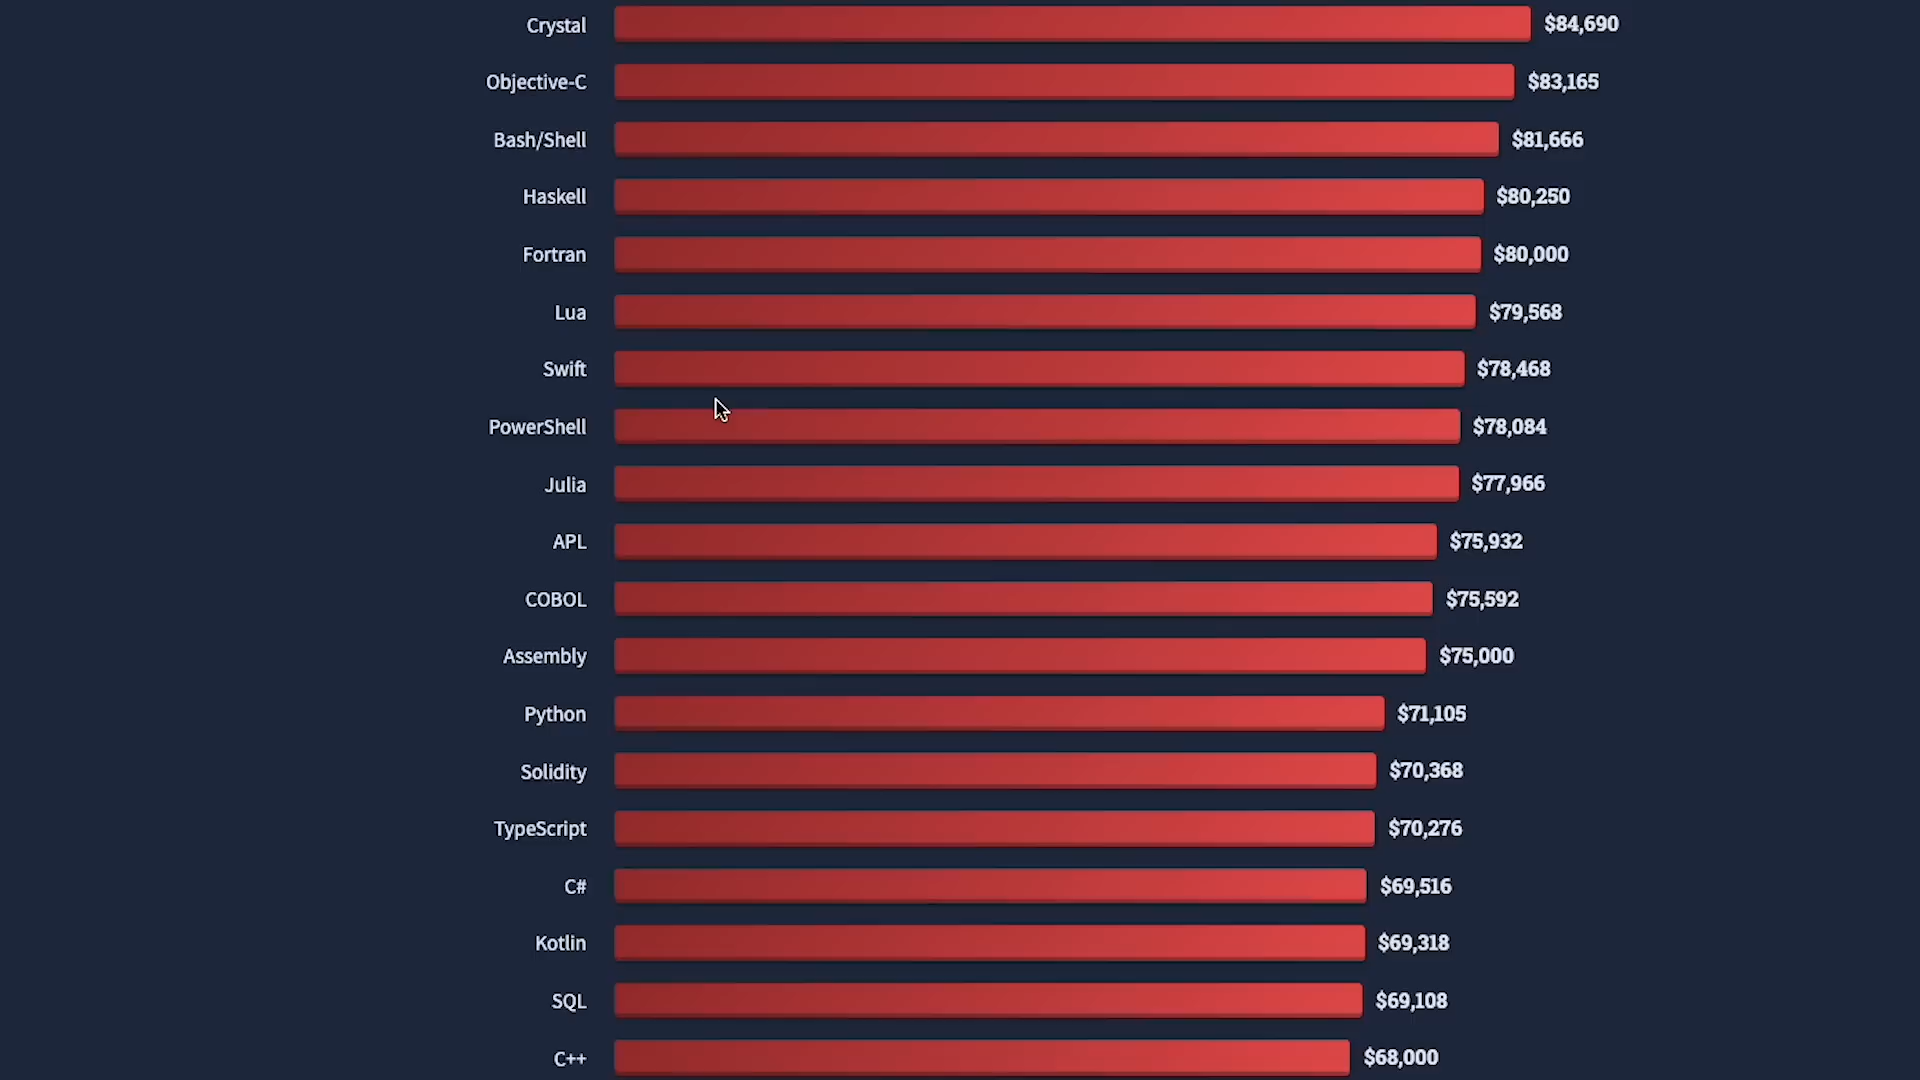 Crystal $84,690
Objective-C $83,165
Bash/Shell $81,666
Haskell $80,250
Fortran $80,000
Lua $79,568
Swift $78,468
PowerShell $78,084
Julia $77,966
APL $75,932
COBOL $75,592
Assembly $75,000
Python $71,105
Solidity $70,368
TypeScript $70,276
C# $69,516
Kotlin $69,318
SQL $69,108
C++ $68,000